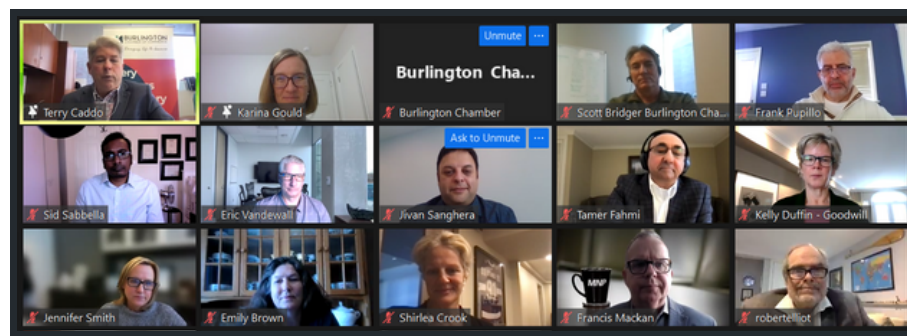 BURLINGTON
Unmute
...
Burlington Cha...
Terry Caddo
Karina Gould
Burlington Chamber
Scott Bridger Burlington Cha...
Frank Pupillo
Ask to Unmute
...
Sid Sabbella
Eric Vandewall
Jivan Sanghera
Tamer Fahmi
Kelly Duffin - Goodwill
MNP
Jennifer Smith
Emily Brown
Shirlea Crook
Francis Mackan
robertelliot